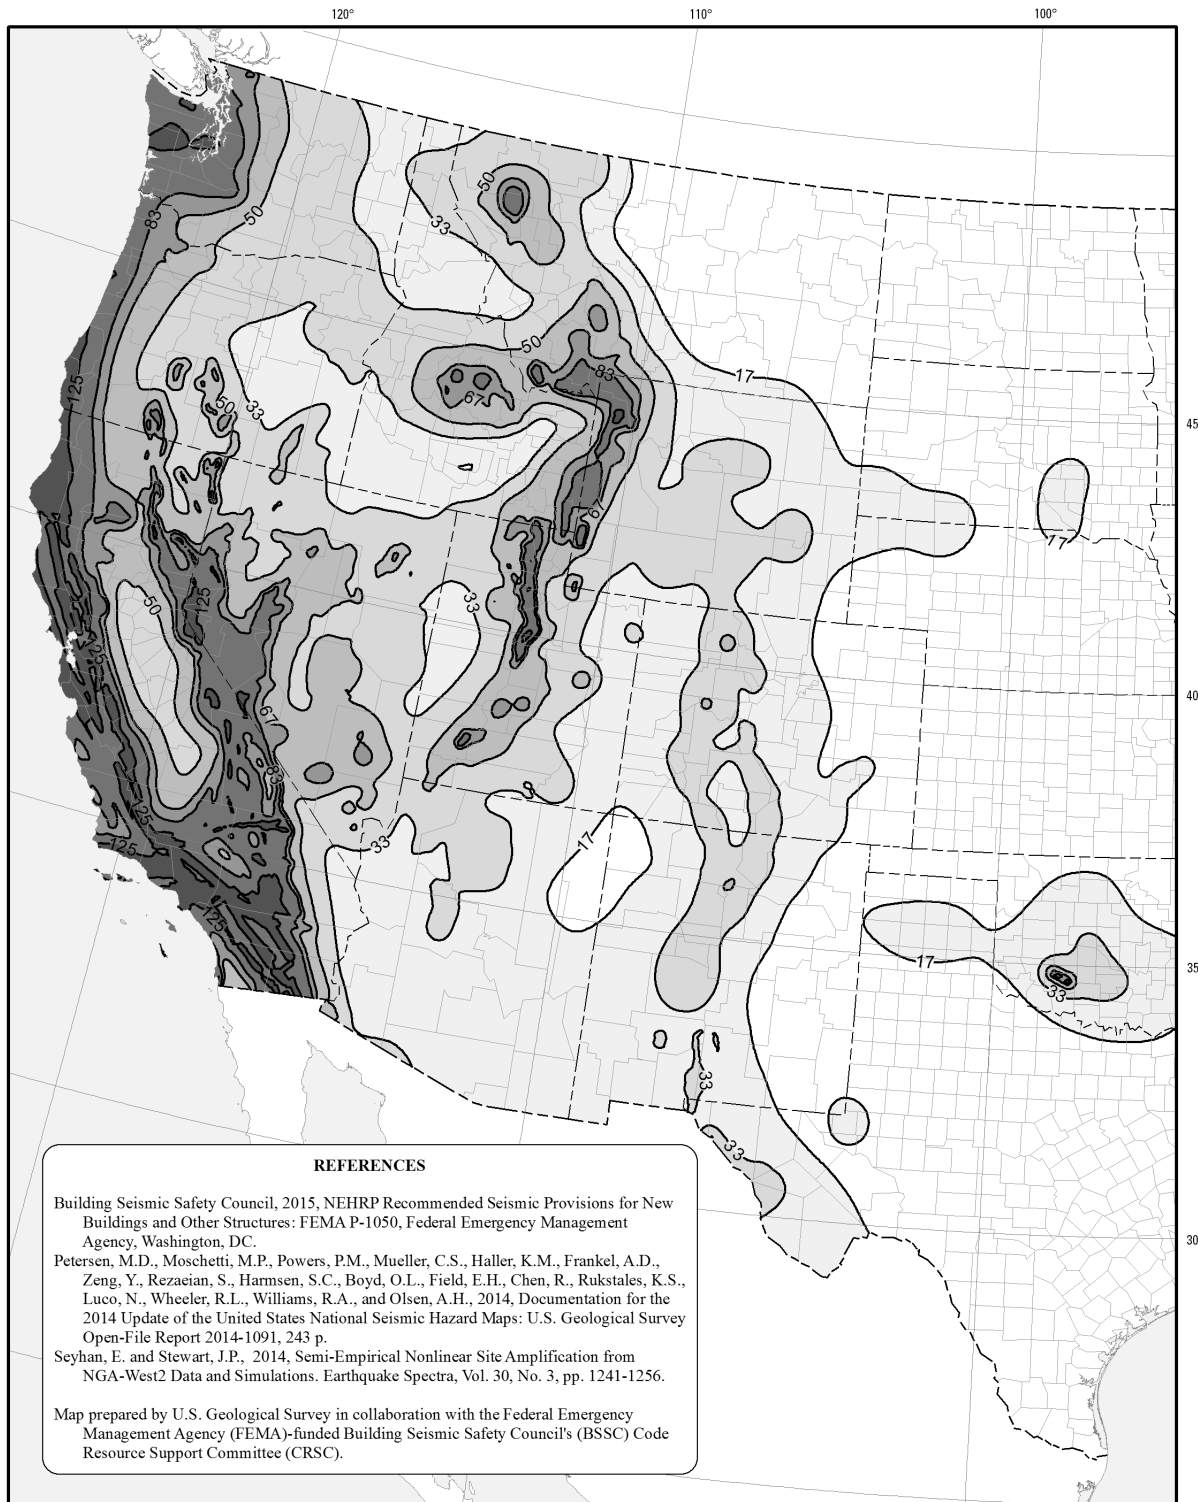 120°
110°
100°
50
33
83
50
50
17
83
125
67
50
33
45
67
17
50
125
33
125
40
67
83
125
17
33
125
125
17
33
35
33
33
30
REFERENCES
Building Seismic Safety Council, 2015, NEHRP Recommended Seismic Provisions for New
Buildings and Other Structures: FEMA P-1050, Federal Emergency Management
Agency, Washington, DC.
Petersen, M.D., Moschetti, M.P., Powers, P.M., Mueller, C.S., Haller, K.M., Frankel, A.D.,
Zeng, Y., Rezaeian, S., Harmsen, S.C., Boyd, O.L., Field, E.H., Chen, R., Rukstales, K.S.,
Luco, N., Wheeler, R.L., Williams, R.A., and Olsen, A.H., 2014, Documentation for the
2014 Update of the United States National Seismic Hazard Maps: U.S. Geological Survey
Open-File Report 2014-1091, 243 p.
Seyhan, E. and Stewart, J.P., 2014, Semi-Empirical Nonlinear Site Amplification from
NGA-West2 Data and Simulations. Earthquake Spectra, Vol. 30, No. 3, pp. 1241-1256.
Map prepared by U.S. Geological Survey in collaboration with the Federal Emergency
Management Agency (FEMA)-funded Building Seismic Safety Council's (BSSC) Code
Resource Support Committee (CRSC).